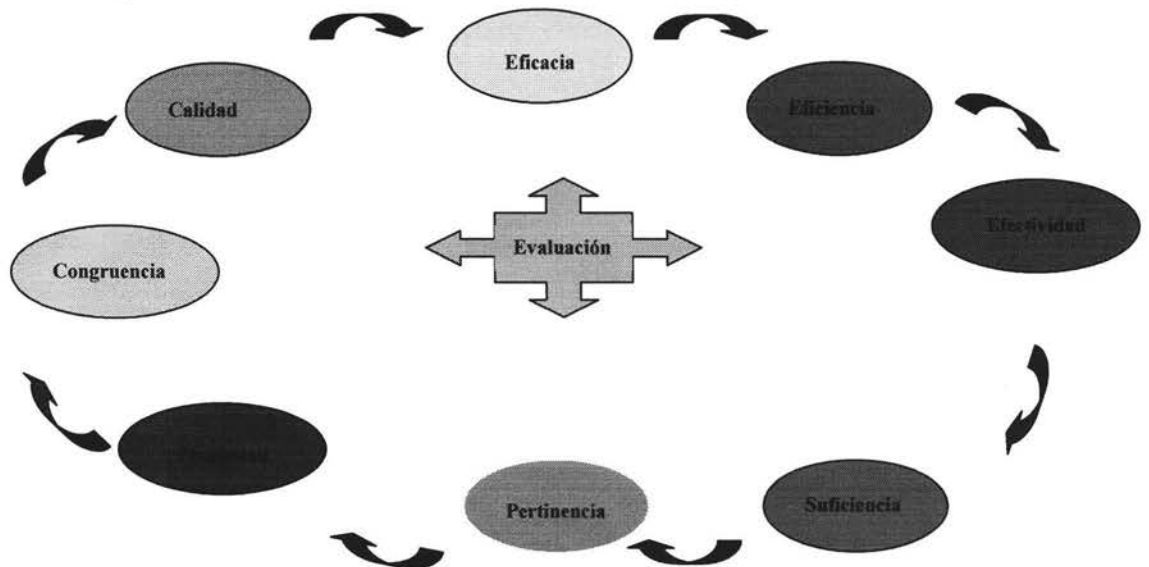 Eficacia
Calidad
Eficiencia
Efectividad
Evaluación
Congruencia
Pertinencia
Suficiencia